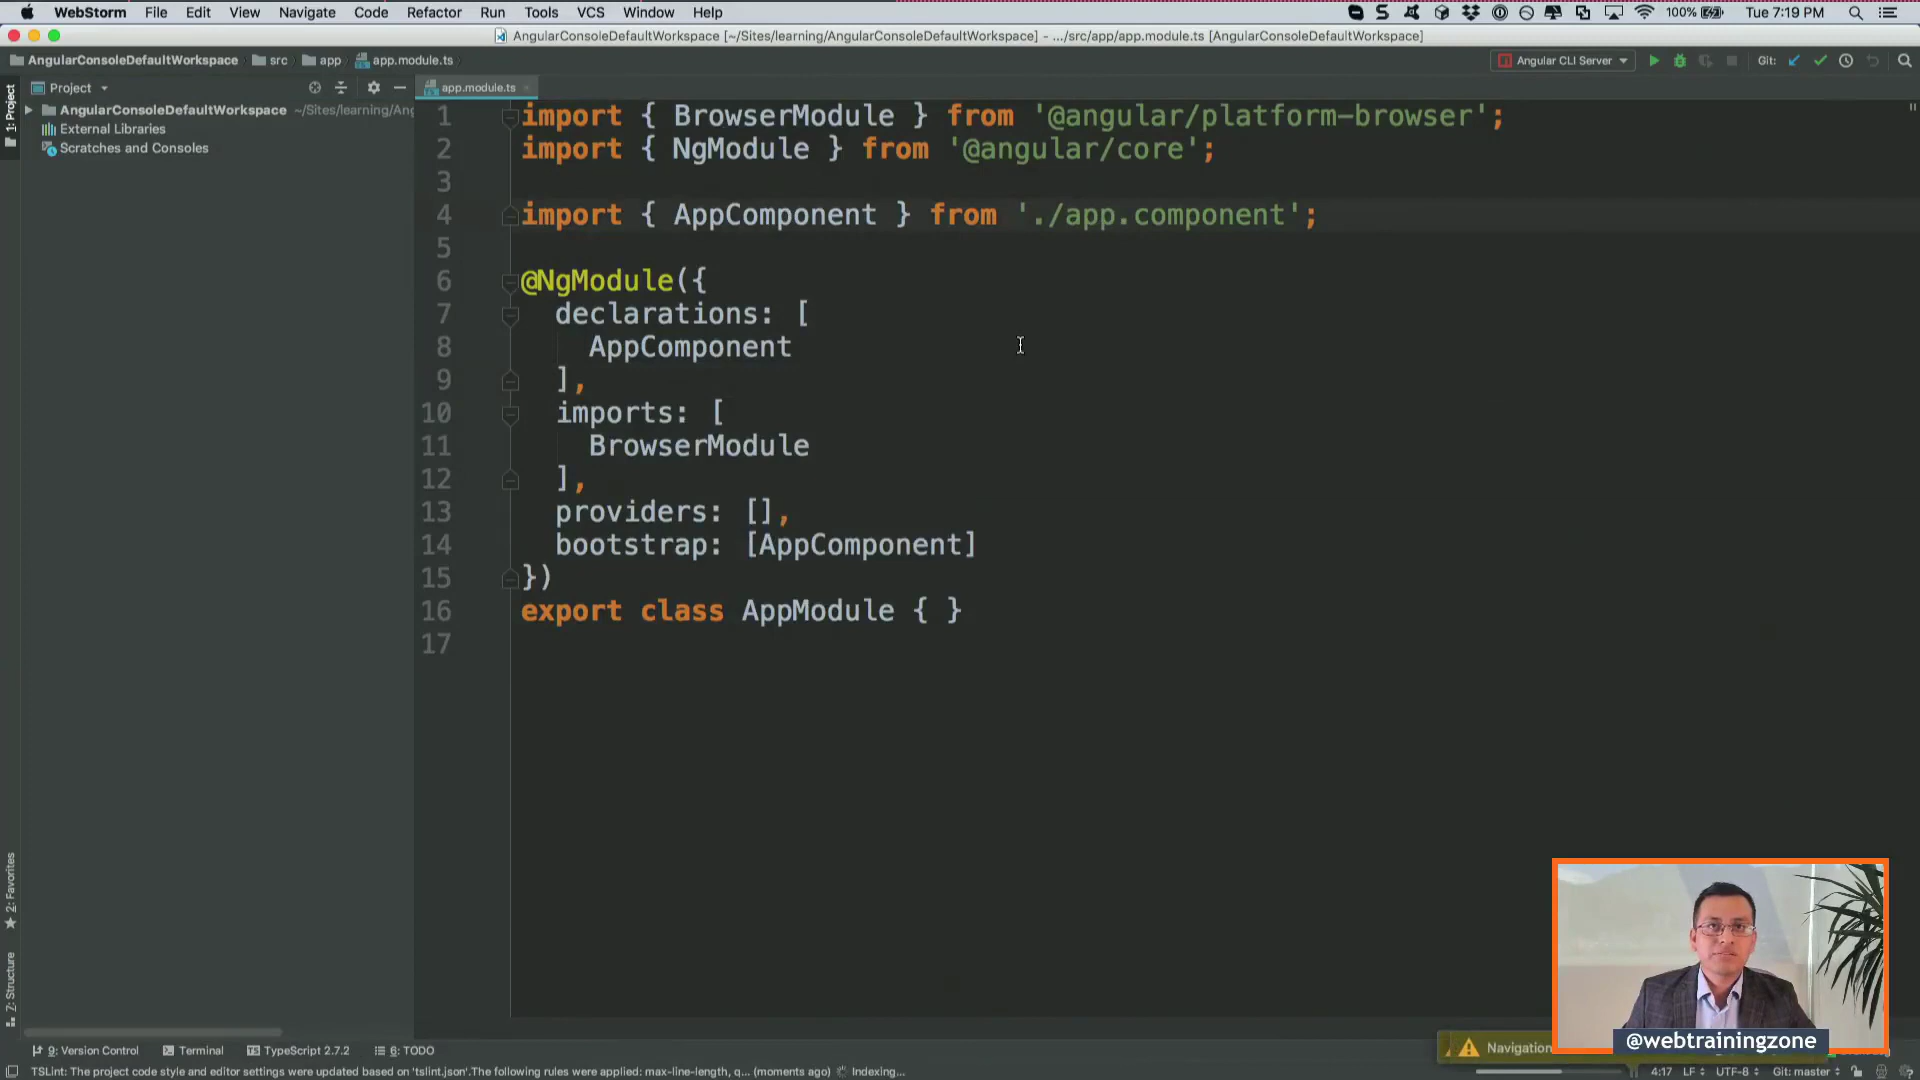 WebStorm File Edit View Navigate Code Refactor Run Tools VCS Window Help 100% Tue 7:19 PM
AngularConsoleDefaultWorkspace [~/Sites/learning/AngularConsoleDefaultWorkspace] - .../src/app/app.module.ts [AngularConsoleDefaultWorkspace]
AngularConsoleDefaultWorkspace src app app.module.ts Angular CLI Server Git:
Project app.module.ts
AngularConsoleDefaultWorkspace ~/Sites/learning/Ang
External Libraries
Scratches and Consoles
1: Project
2: Favorites
Z: Structure
1 import { BrowserModule } from '@angular/platform-browser';
2 import { NgModule } from '@angular/core';
3
4 import { AppComponent } from './app.component';
5
6 @NgModule({
7 declarations: [
8 AppComponent
9 ],
10 imports: [
11 BrowserModule
12 ],
13 providers: [],
14 bootstrap: [AppComponent]
15 })
16 export class AppModule { }
17
@webtrainingzone
Navigation
9: Version Control Terminal TypeScript 2.7.2 6: TODO
TSLint: The project code style and editor settings were updated based on 'tslint.json'.The following rules were applied: max-line-length, q... (moments ago) Indexing... 4:17 LF UTF-8 Git: master